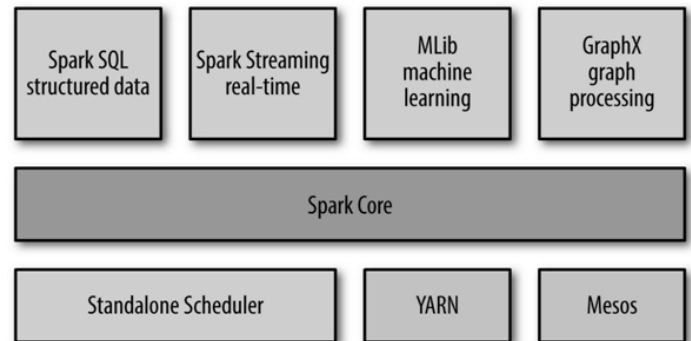 Spark SQL
structured data
Spark Streaming
real-time
MLib
machine
learning
GraphX
graph
processing
Spark Core
Standalone Scheduler
YARN
Mesos